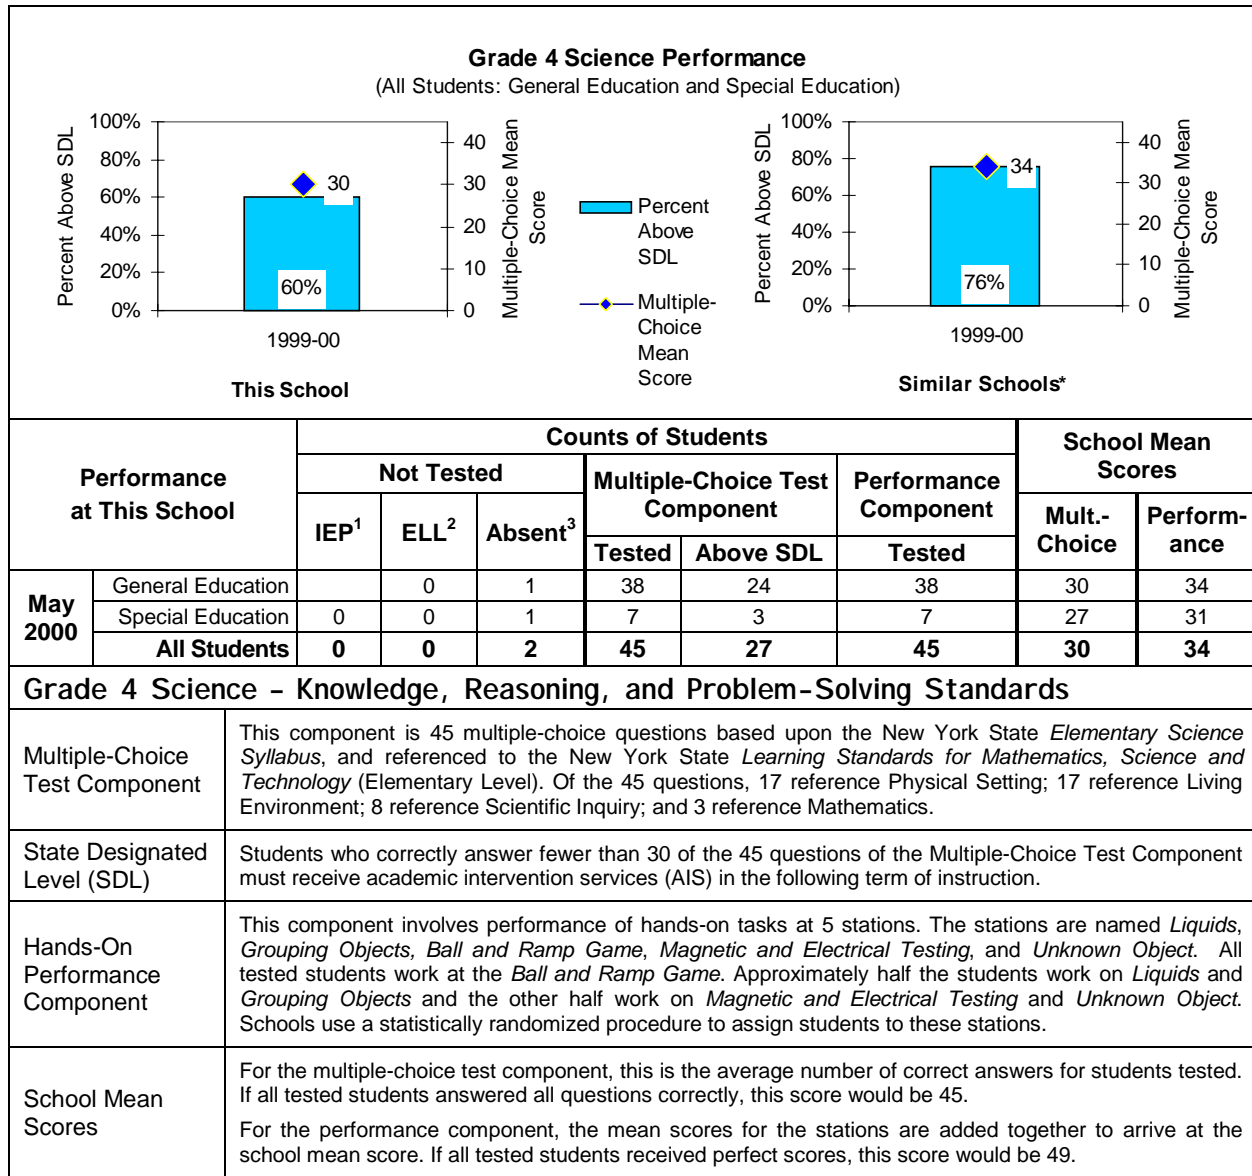 Grade 4 Science Performance
(All Students: General Education and Special Education)
Percent Above SDL
100%
80%
60%
40%
20%
0%
30
60%
40
30
20
10
0
Multiple-Choice Mean
Score
1999-00
This School
Percent
Above
SDL
Multiple-
Choice
Mean
Score
Percent Above SDL
100%
80%
60%
40%
20%
0%
34
76%
40
30
20
10
0
Multiple-Choice Mean
Score
1999-00
Similar Schools*
Performance
at This School
Counts of Students
School Mean
Scores
Not Tested
Multiple-Choice Test
Component
Performance
Component
IEP1 ELL2 Absent3
Tested Above SDL Tested
Mult.-
Choice
Perform-
ance
May
2000
General Education 0 1 38 24 38 30 34
Special Education 0 0 1 7 3 7 27 31
All Students 0 0 2 45 27 45 30 34
Grade 4 Science – Knowledge, Reasoning, and Problem-Solving Standards
Multiple-Choice
Test Component
This component is 45 multiple-choice questions based upon the New York State Elementary Science
Syllabus, and referenced to the New York State Learning Standards for Mathematics, Science and
Technology (Elementary Level). Of the 45 questions, 17 reference Physical Setting; 17 reference Living
Environment; 8 reference Scientific Inquiry; and 3 reference Mathematics.
State Designated
Level (SDL)
Students who correctly answer fewer than 30 of the 45 questions of the Multiple-Choice Test Component
must receive academic intervention services (AIS) in the following term of instruction.
Hands-On
Performance
Component
This component involves performance of hands-on tasks at 5 stations. The stations are named Liquids,
Grouping Objects, Ball and Ramp Game, Magnetic and Electrical Testing, and Unknown Object. All
tested students work at the Ball and Ramp Game. Approximately half the students work on Liquids and
Grouping Objects and the other half work on Magnetic and Electrical Testing and Unknown Object.
Schools use a statistically randomized procedure to assign students to these stations.
School Mean
Scores
For the multiple-choice test component, this is the average number of correct answers for students tested.
If all tested students answered all questions correctly, this score would be 45.
For the performance component, the mean scores for the stations are added together to arrive at the
school mean score. If all tested students received perfect scores, this score would be 49.